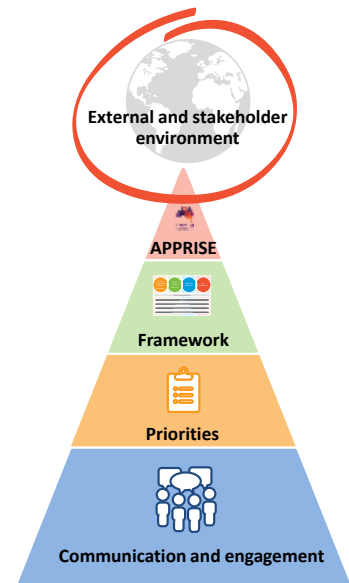 External and stakeholder
environment
APPRISE
Framework
Priorities
Communication and engagement